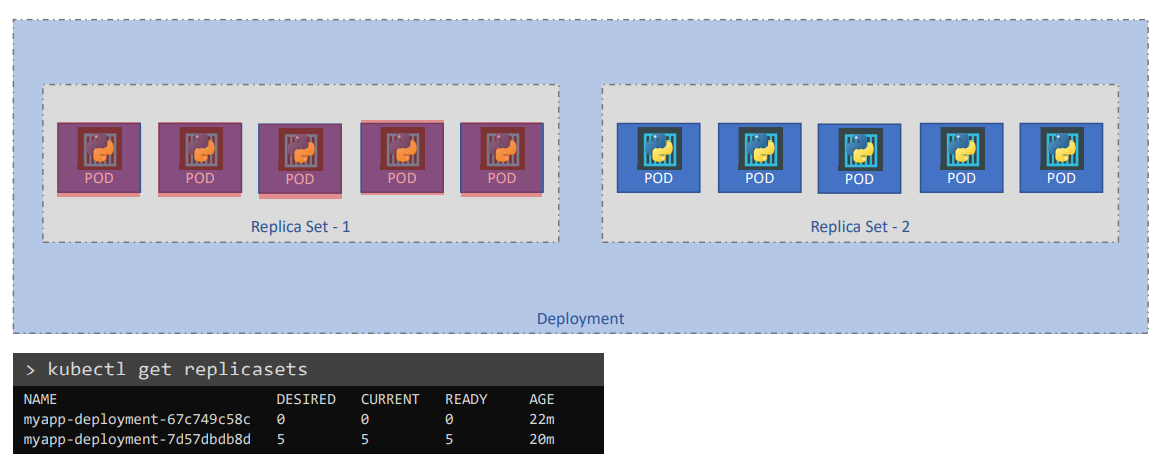 POD POD POD POD POD
Replica Set - 1
POD POD POD POD POD
Replica Set - 2
Deployment
> kubectl get replicasets
NAME DESIRED CURRENT READY AGE
myapp-deployment-67c749c58c 0 0 0 22m
myapp-deployment-7d57dbdb8d 5 5 5 20m